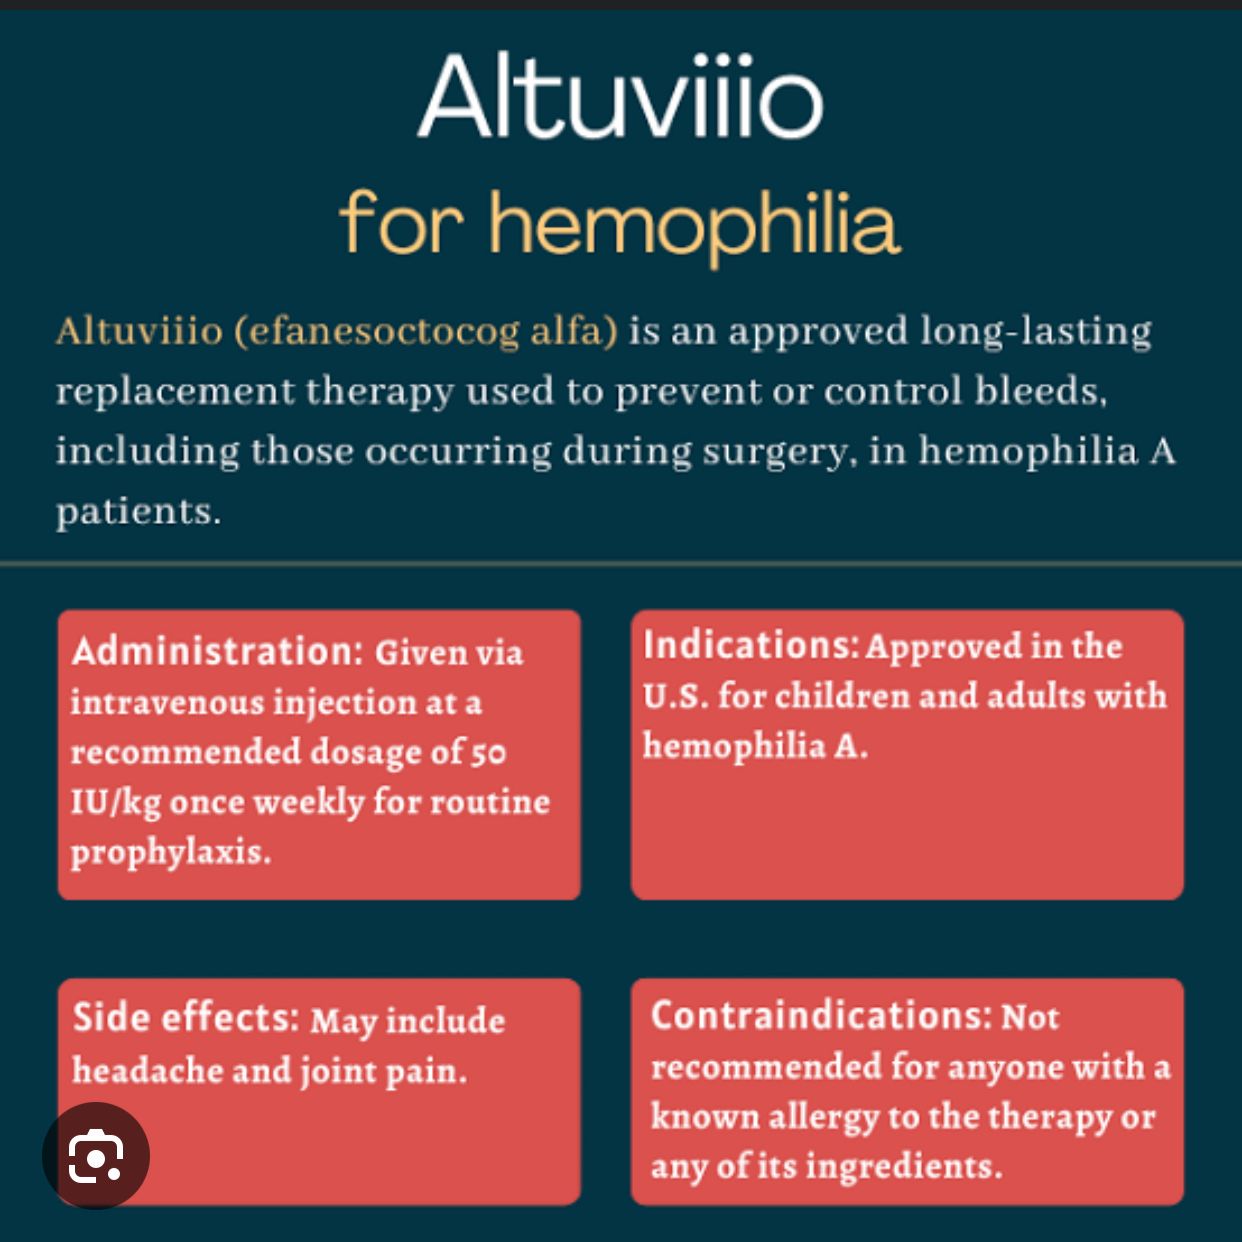 Altuviiio
for hemophilia
Altuviiio (efanesoctocog alfa) is an approved long-lasting
replacement therapy used to prevent or control bleeds,
including those occurring during surgery, in hemophilia A
patients.
Administration: Given via
intravenous injection at a
recommended dosage of 50
IU/kg once weekly for routine
prophylaxis.
Indications: Approved in the
U.S. for children and adults with
hemophilia A.
Side effects: May include
headache and joint pain.
Contraindications: Not
recommended for anyone with a
known allergy to the therapy or
any of its ingredients.